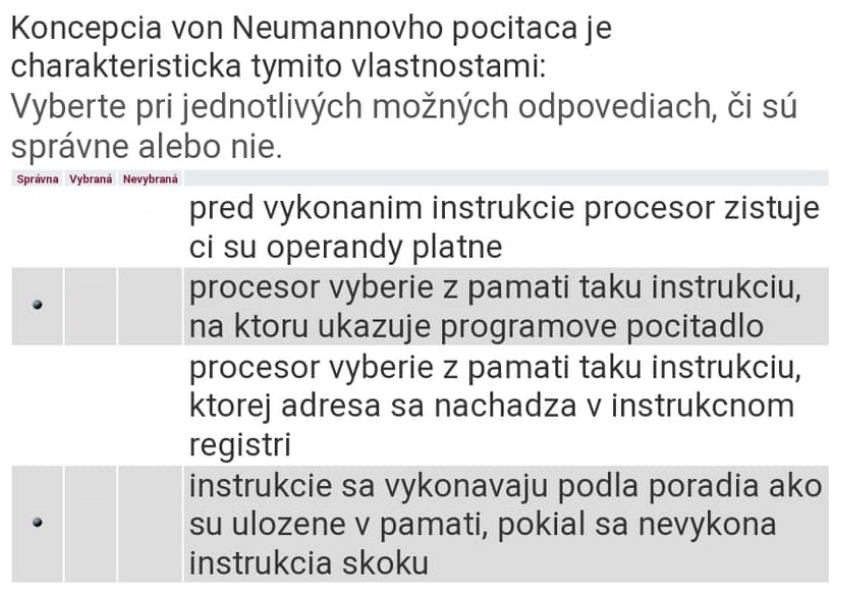 Koncepcia von Neumannovho pocitaca je
charakteristicka tymito vlastnostami:
Vyberte pri jednotlivých možných odpovediach, či sú
správne alebo nie.
Správna Vybraná Nevybraná
pred vykonanim instrukcie procesor zistuje
ci su operandy platne
procesor vyberie z pamati taku instrukciu,
na ktoru ukazuje programove pocitadlo
procesor vyberie z pamati taku instrukciu,
ktorej adresa sa nachadza v instrukcnom
registri
instrukcie sa vykonavaju podla poradia ako
su ulozene v pamati, pokial sa nevykona
instrukcia skoku